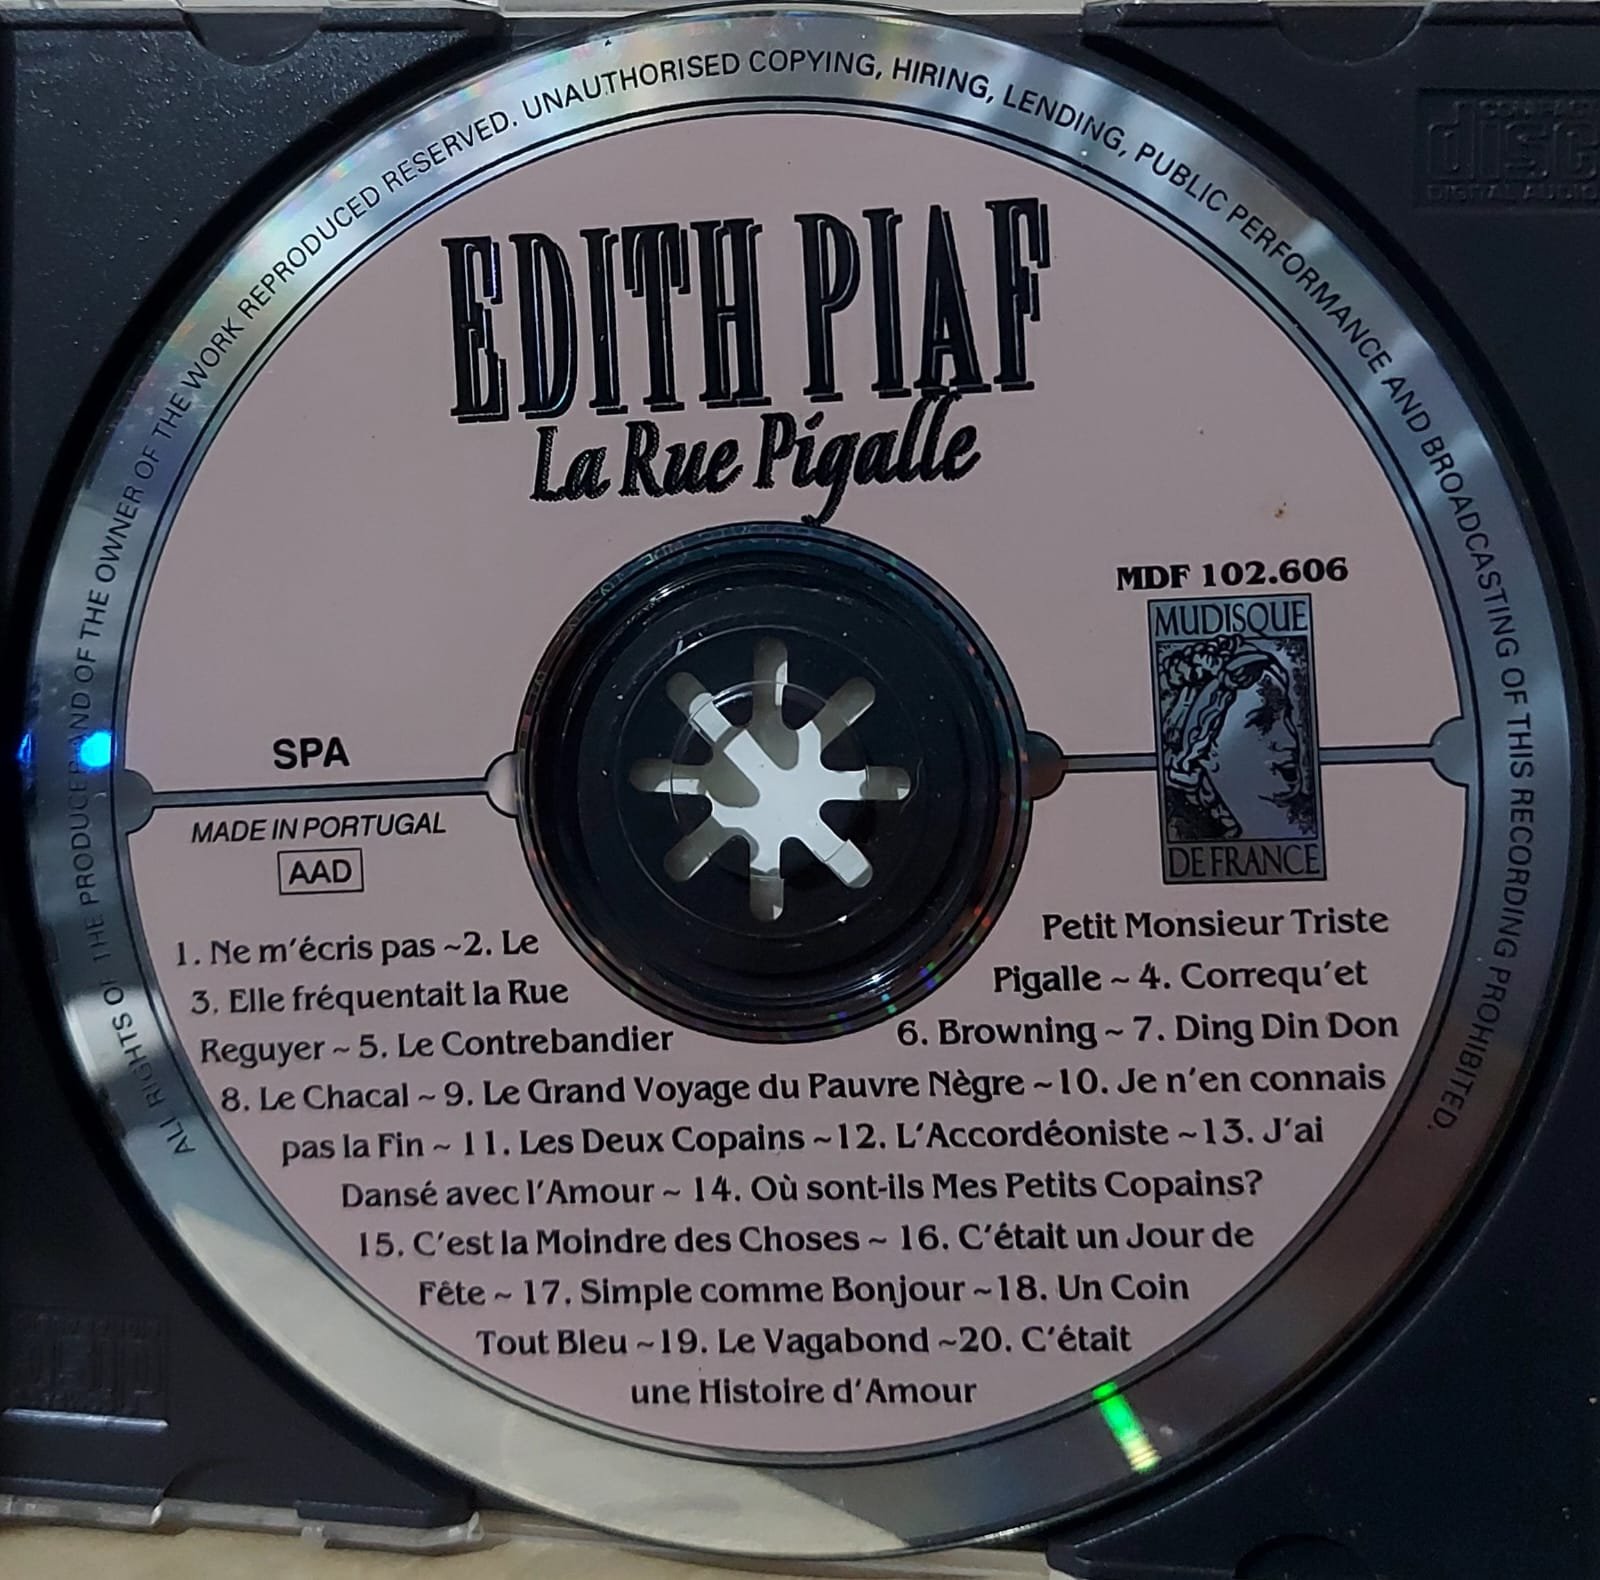 ALL RIGHTS OF THE PRODUCER AND OF THE OWNER OF THE WORK REPRODUCED RESERVED. UNAUTHORISED COPYING, HIRING, LENDING, PUBLIC PERFORMANCE AND BROADCASTING OF THIS RECORDING PROHIBITED.
EDITH PIAF
La Rue Pigalle
MDF 102.606
MUDISQUE
DE FRANCE
SPA
MADE IN PORTUGAL
AAD
1. Ne m'écris pas ~2. Le Petit Monsieur Triste
3. Elle fréquentait la Rue Pigalle ~ 4. Correqu'et
Reguyer ~ 5. Le Contrebandier 6. Browning ~ 7. Ding Din Don
8. Le Chacal ~ 9. Le Grand Voyage du Pauvre Nègre ~10. Je n'en connais
pas la Fin ~ 11. Les Deux Copains ~12. L'Accordéoniste ~13. J'ai
Dansé avec l'Amour ~ 14. Où sont-ils Mes Petits Copains?
15. C'est la Moindre des Choses ~ 16. C'était un Jour de
Fête ~ 17. Simple comme Bonjour ~18. Un Coin
Tout Bleu ~19. Le Vagabond ~20. C'était
une Histoire d'Amour
COMPACT
disc
DIGITAL AUDIO